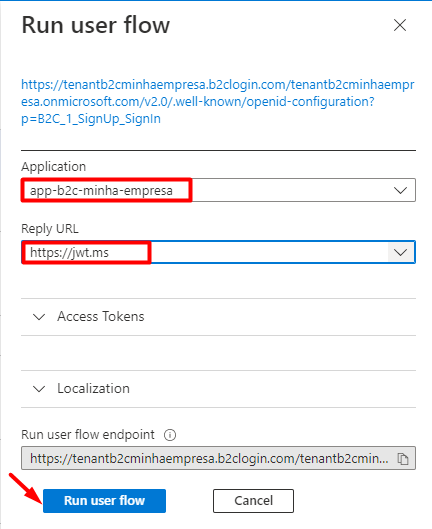 Run user flow
https://tenantb2cminhaempresa.b2clogin.com/tenantb2cminhaempr
esa.onmicrosoft.com/v2.0/.well-known/openid-configuration?
p=B2C_1_SignUp_SignIn
Application
app-b2c-minha-empresa
Reply URL
https://jwt.ms
Access Tokens
Localization
Run user flow endpoint
https://tenantb2cminhaempresa.b2clogin.com/tenantb2cmin...
Run user flow
Cancel